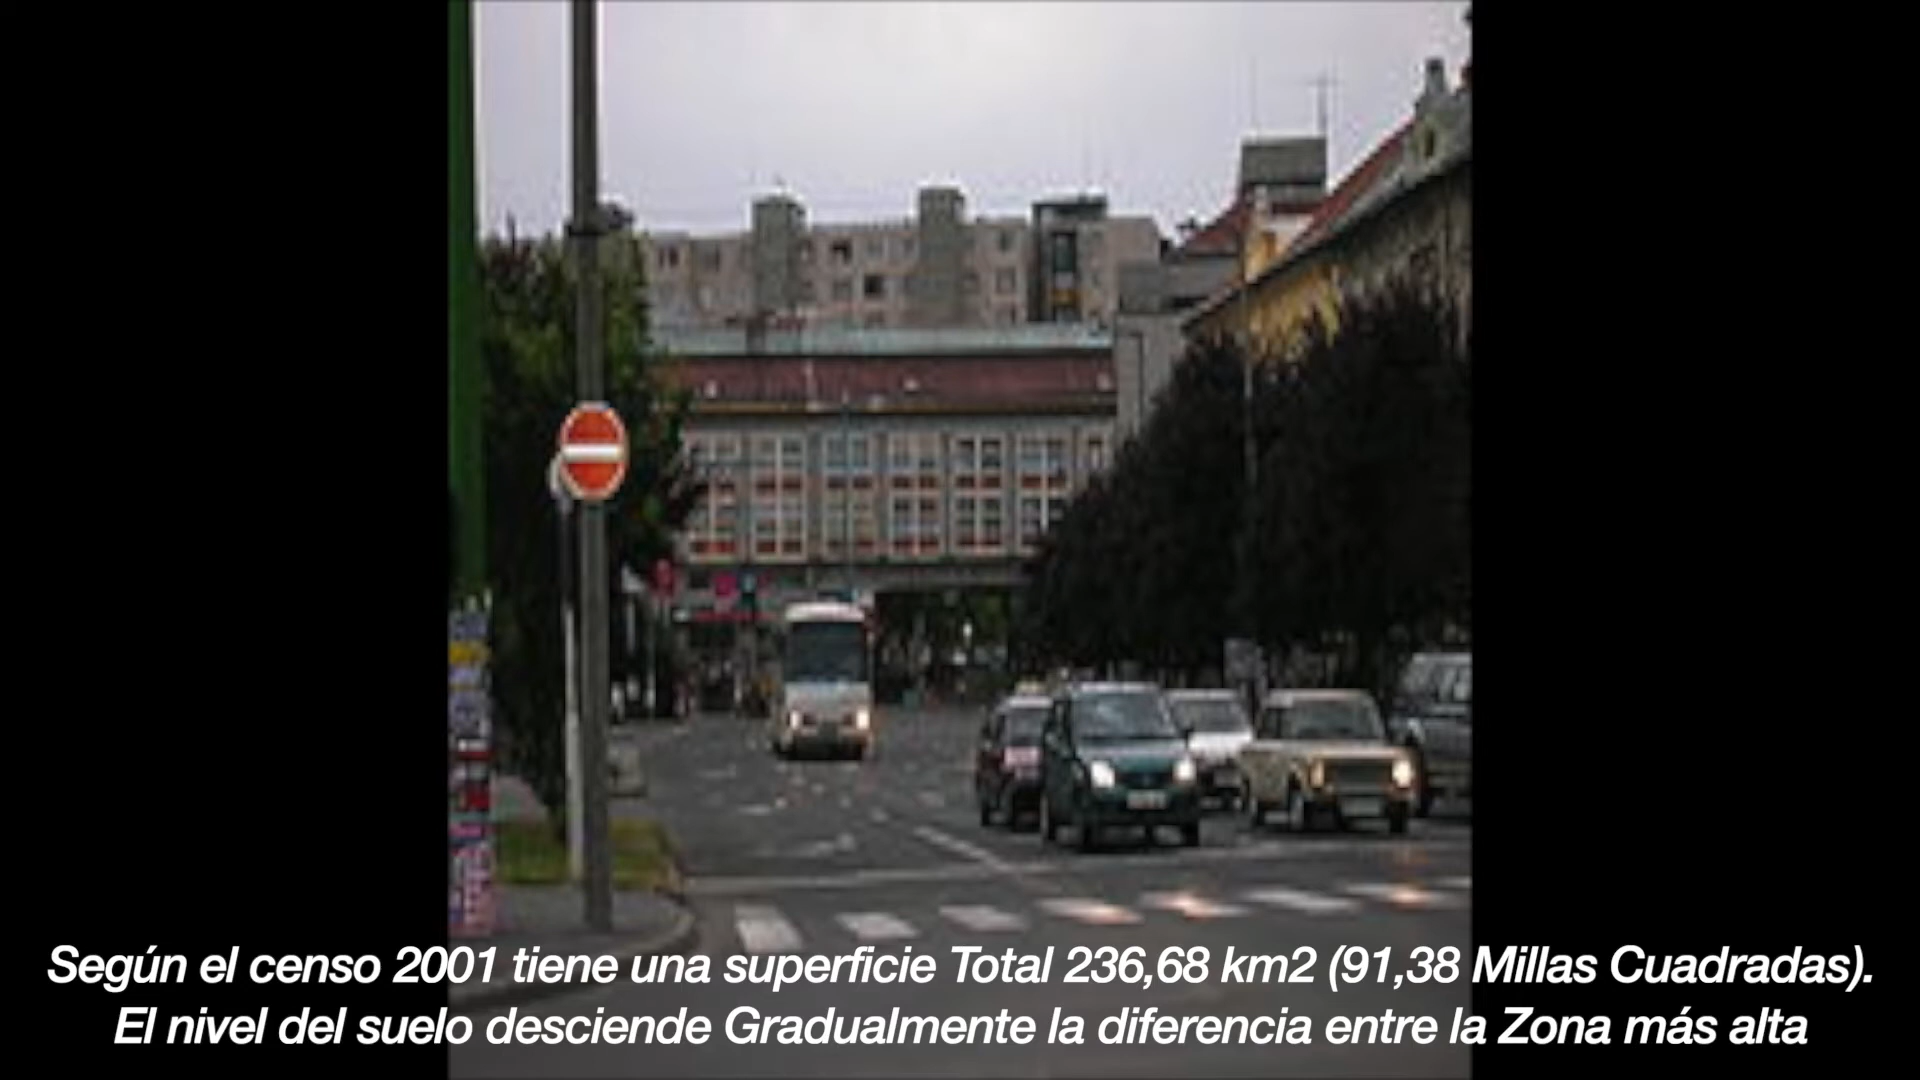 Según el censo 2001 tiene una superficie Total 236,68 km2 (91,38 Millas Cuadradas).
El nivel del suelo desciende Gradualmente la diferencia entre la Zona más alta